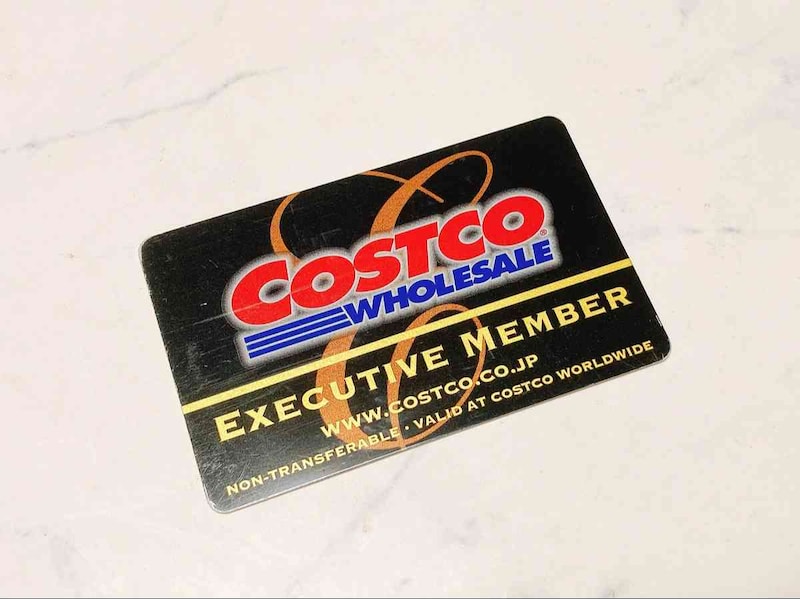 COSTCO®
WHOLESALE
EXECUTIVE MEMBER
WWW.COSTCO.CO.JP
NON-TRANSFERABLE · VALID AT COSTCO WORLDWIDE